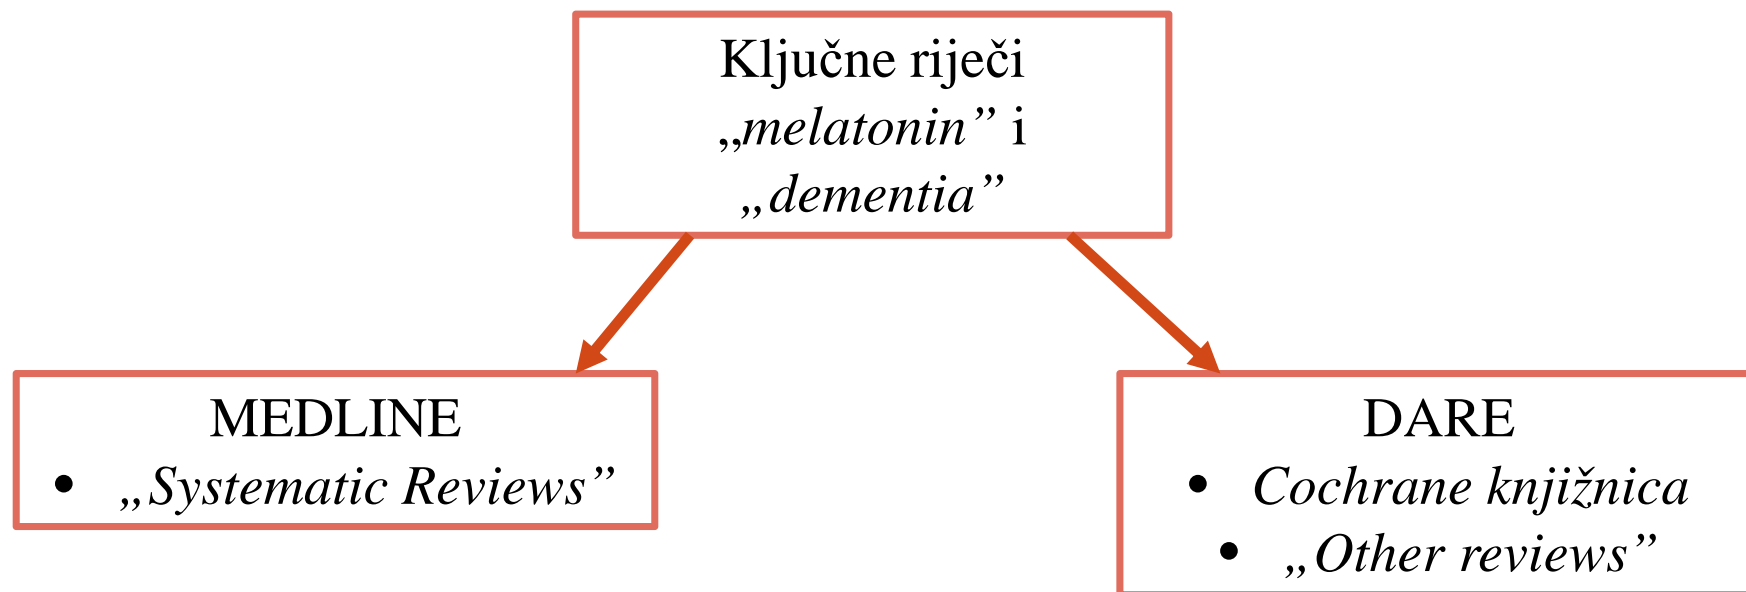 Ključne riječi
„melatonin” i
„dementia”
MEDLINE
• „Systematic Reviews”
DARE
• Cochrane knjižnica
• „Other reviews”